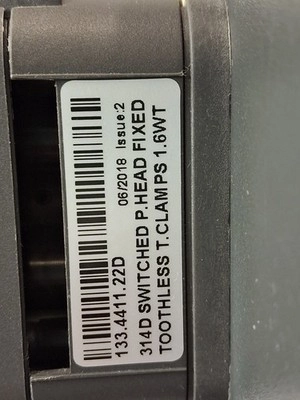 133.4411.22D 06/2018 Issue:2
314D SWITCHED P.HEAD FIXED
TOOTHLESS T.CLAMPS 1.6WT